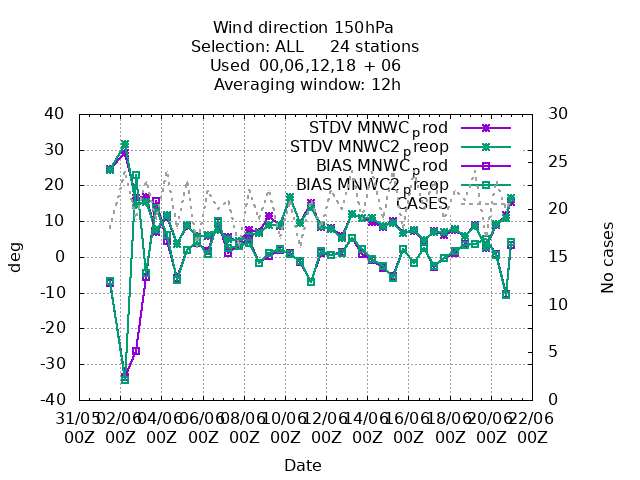 Wind direction 150hPa
Selection: ALL 24 stations
Used 00,06,12,18 + 06
Averaging window: 12h
40 30
STDV MNWC_prod
30
STDV MNWC2_preop
25
BIAS MNWC_prod
20
BIAS MNWC2_preop
CASES
20
10
0 15
-10
10
-20
5
-30
-40 0
deg
No cases
31/05 02/06 04/06 06/06 08/06 10/06 12/06 14/06 16/06 18/06 20/06 22/06
00Z 00Z 00Z 00Z 00Z 00Z 00Z 00Z 00Z 00Z 00Z 00Z
Date